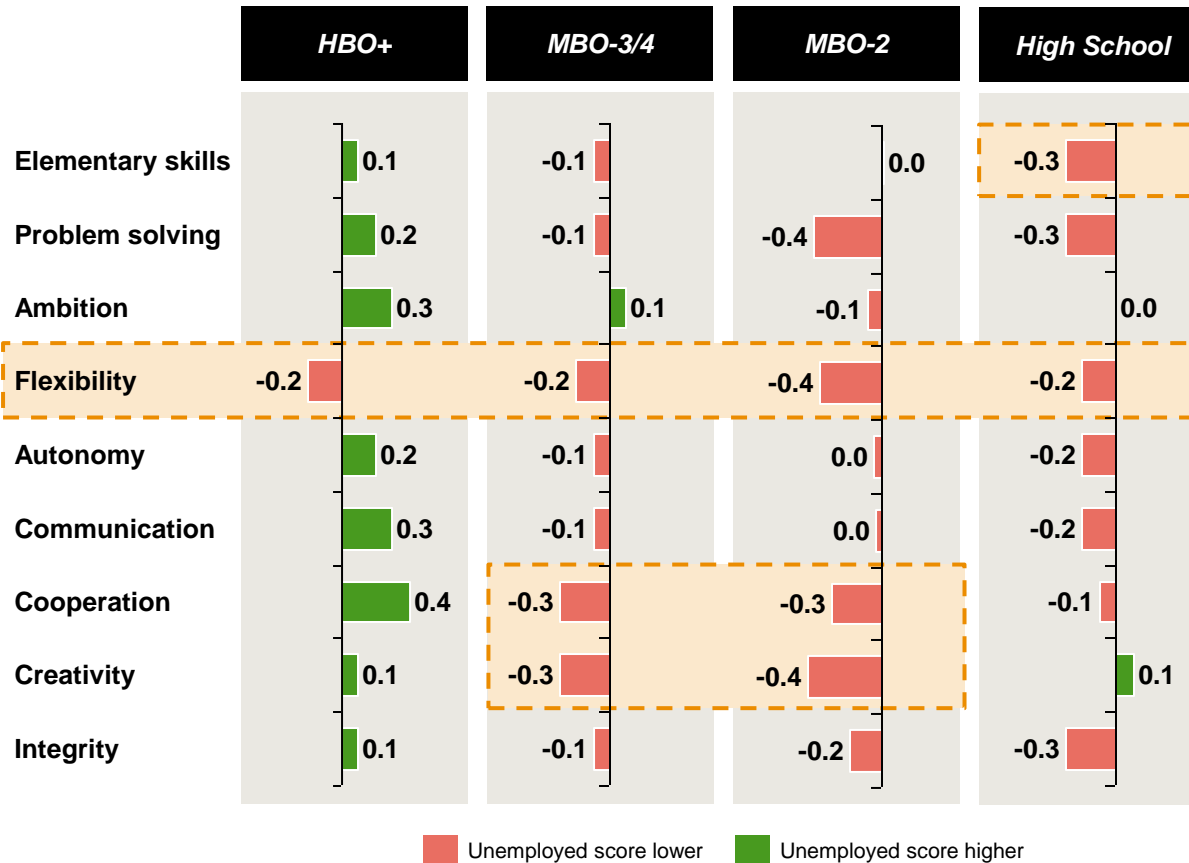 HBO+ MBO-3/4 MBO-2 High School
Elementary skills 0.1 -0.1 0.0 -0.3
Problem solving 0.2 -0.1 -0.4 -0.3
Ambition 0.3 0.1 -0.1 0.0
Flexibility -0.2 -0.2 -0.4 -0.2
Autonomy 0.2 -0.1 0.0 -0.2
Communication 0.3 -0.1 0.0 -0.2
Cooperation 0.4 -0.3 -0.3 -0.1
Creativity 0.1 -0.3 -0.4 0.1
Integrity 0.1 -0.1 -0.2 -0.3
Unemployed score lower Unemployed score higher